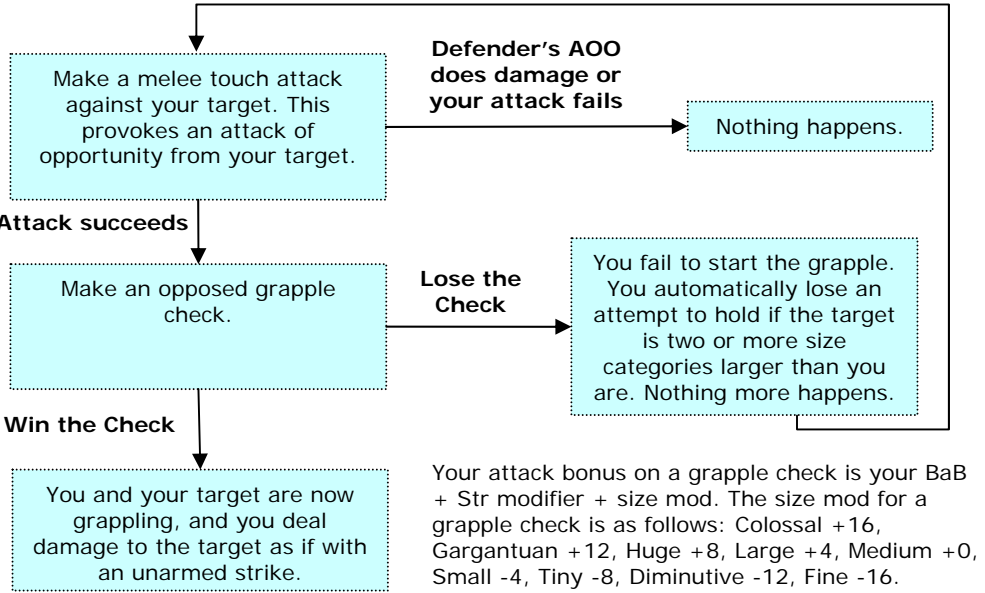 Defender's AOO
does damage or
your attack fails
Make a melee touch attack
against your target. This
provokes an attack of
opportunity from your target.
Nothing happens.
Attack succeeds
Make an opposed grapple
check.
Lose the
Check
You fail to start the grapple.
You automatically lose an
attempt to hold if the target
is two or more size
categories larger than you
are. Nothing more happens.
Win the Check
You and your target are now
grappling, and you deal
damage to the target as if with
an unarmed strike.
Your attack bonus on a grapple check is your BaB
+ Str modifier + size mod. The size mod for a
grapple check is as follows: Colossal +16,
Gargantuan +12, Huge +8, Large +4, Medium +0,
Small -4, Tiny -8, Diminutive -12, Fine -16.